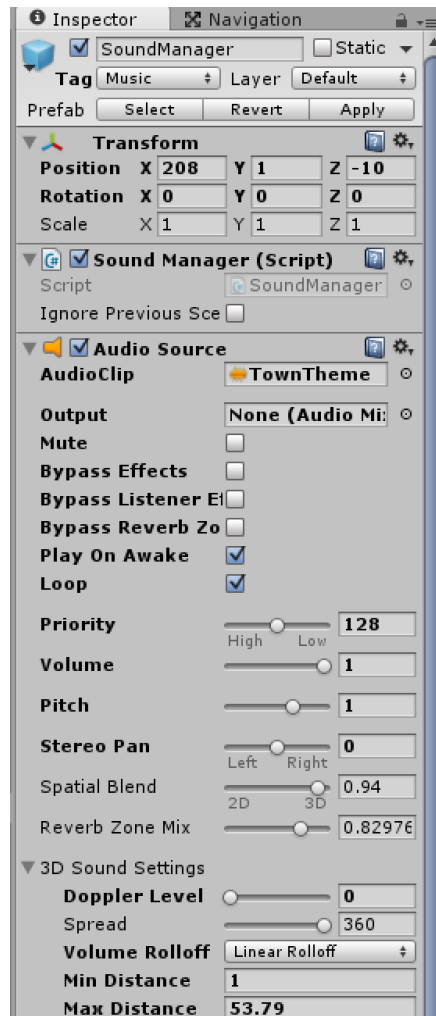 Inspector Navigation
SoundManager Static
Tag Music Layer Default
Prefab Select Revert Apply
Transform
Position X 208 Y 1 Z -10
Rotation X 0 Y 0 Z 0
Scale X 1 Y 1 Z 1
Sound Manager (Script)
Script SoundManager
Ignore Previous Sce
Audio Source
AudioClip TownTheme
Output None (Audio Mi:
Mute
Bypass Effects
Bypass Listener Ef
Bypass Reverb Zo
Play On Awake
Loop
Priority 128
High Low
Volume 1
Pitch 1
Stereo Pan 0
Left Right
Spatial Blend 0.94
2D 3D
Reverb Zone Mix 0.82976
3D Sound Settings
Doppler Level 0
Spread 360
Volume Rolloff Linear Rolloff
Min Distance 1
Max Distance 53.79